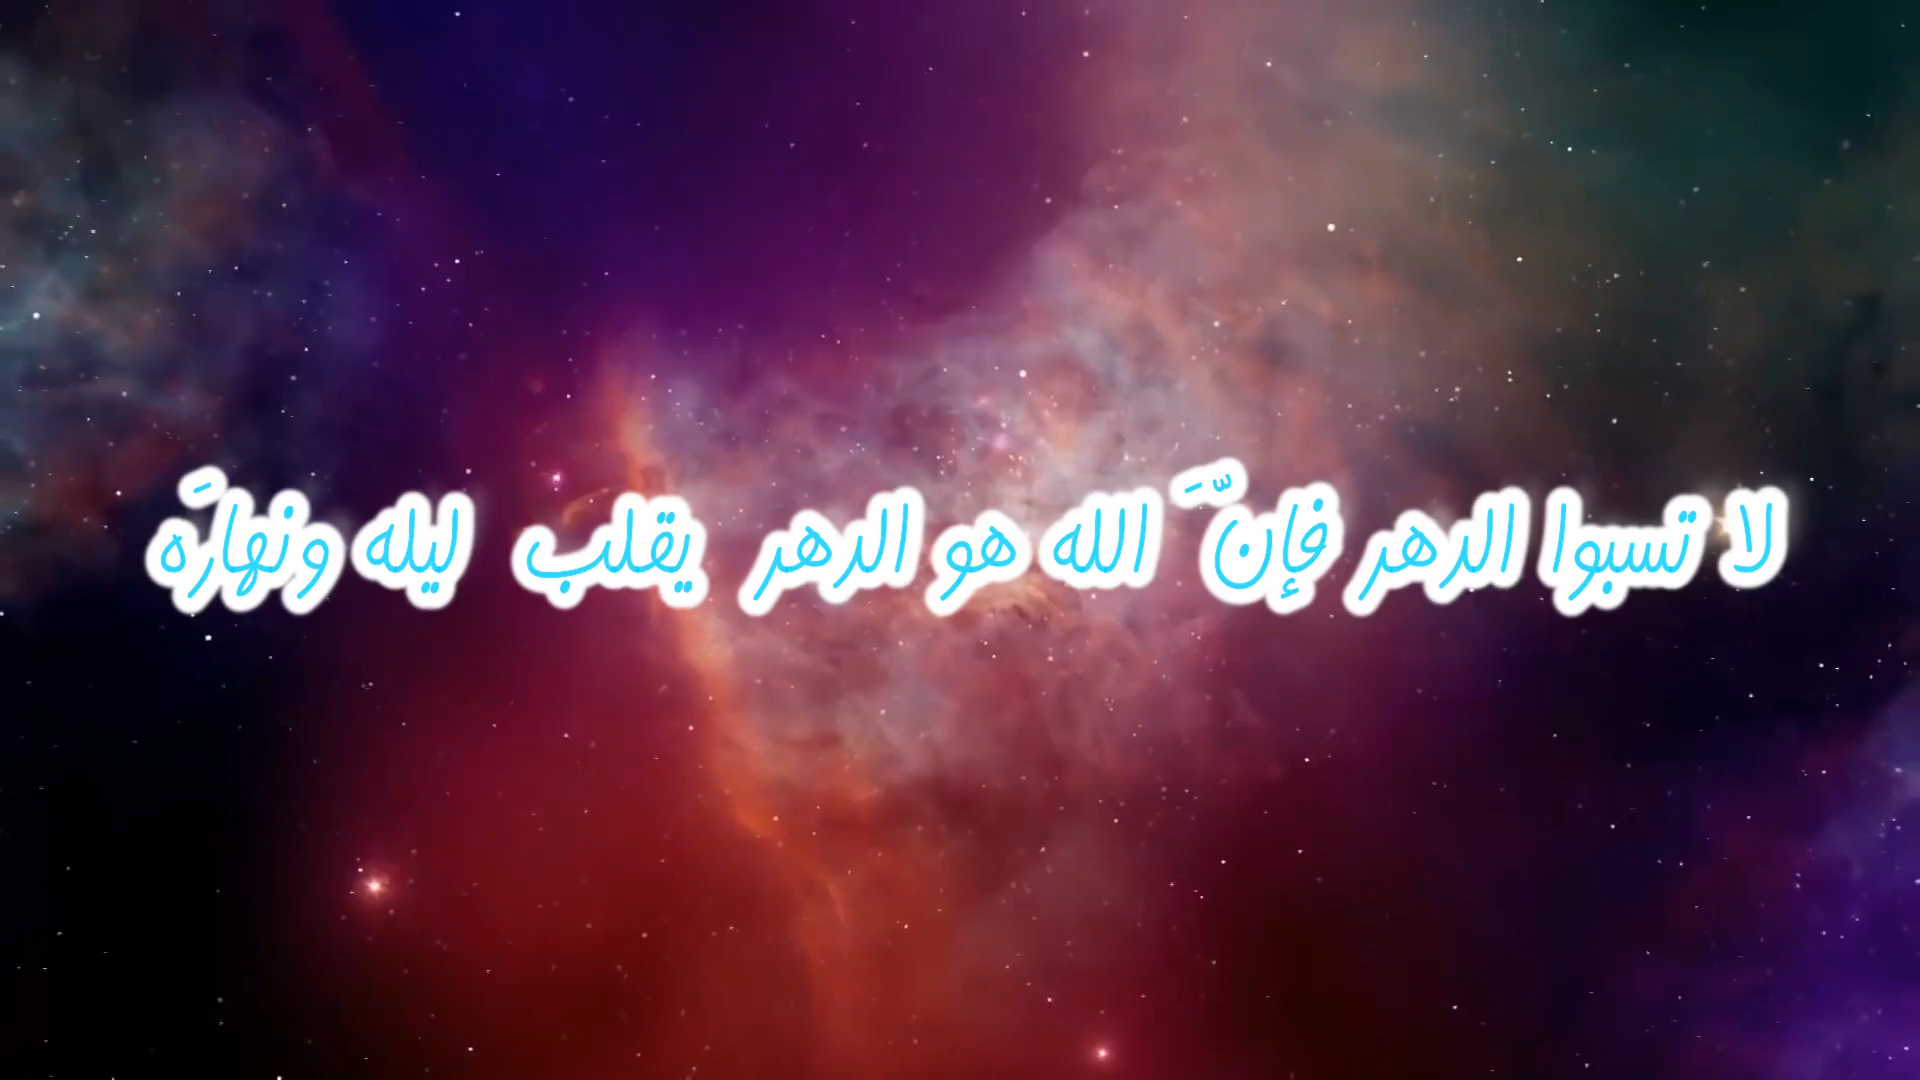 لا تسبوا الدهر فإنَّ الله هو الدهر يقلب ليله ونهارَه